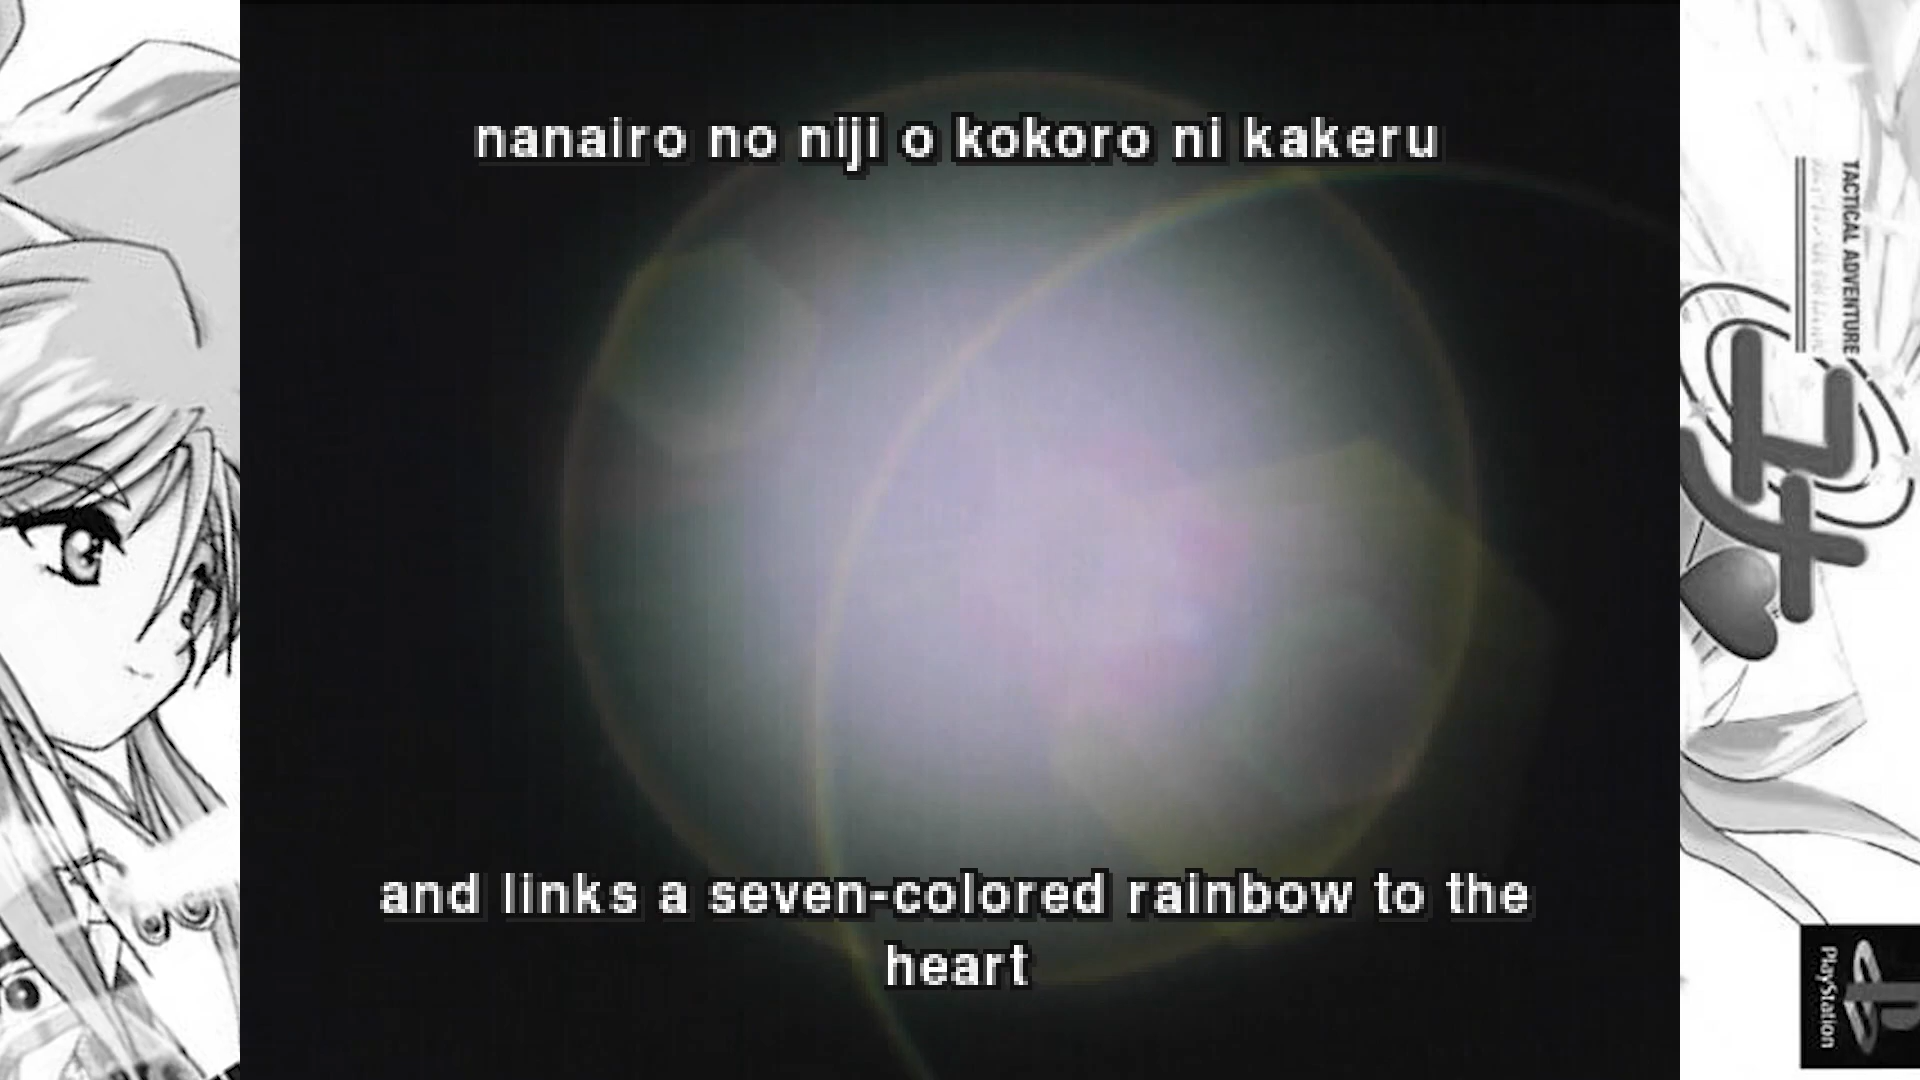 nanairo no niji o kokoro ni kakeru
and links a seven-colored rainbow to the
heart
TACTICAL ADVENTURE
PlayStation